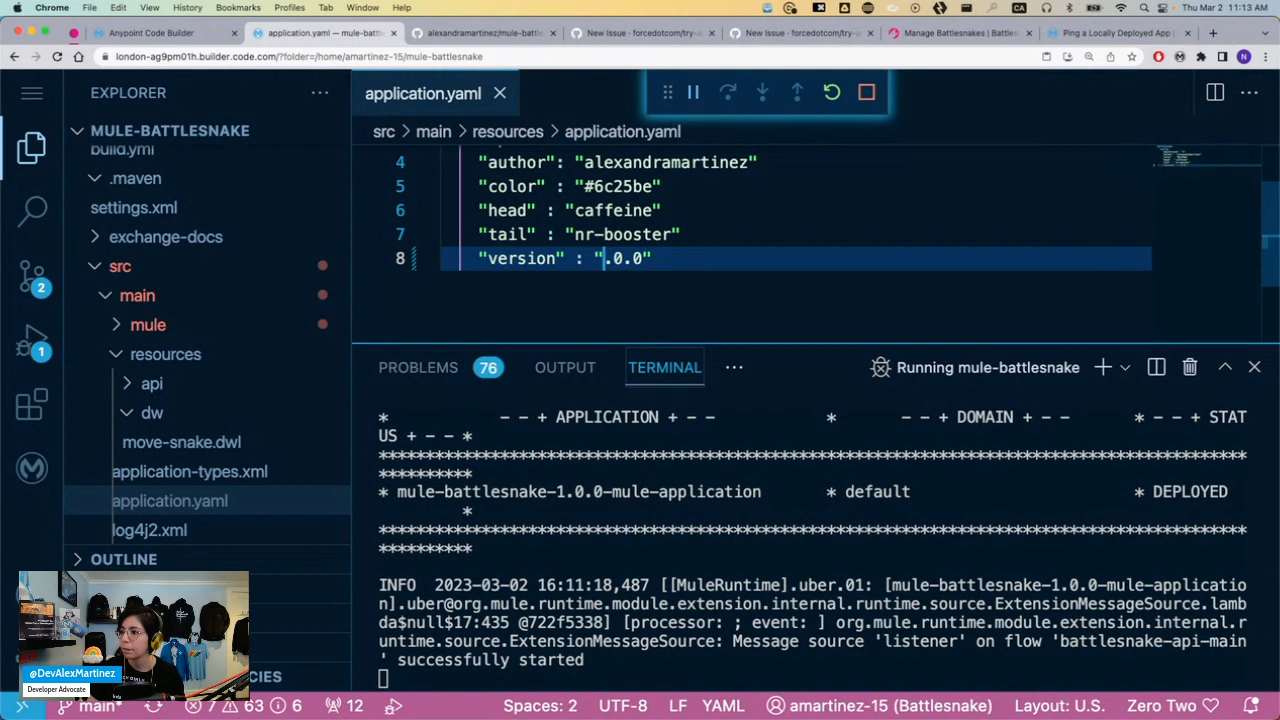 Chrome File Edit View History Bookmarks Profiles Tab Window Help Thu Mar 2 11:13 AM
Anypoint Code Builder
application.yaml — mule-battl
alexandramartinez/mule-battle
New Issue · forcedotcom/try-a
New Issue · forcedotcom/try-a
Manage Battlesnakes | Battles
Ping a Locally Deployed App |
london-ag9pm01h.builder.code.com/?folder=/home/amartinez-15/mule-battlesnake
EXPLORER
MULE-BATTLESNAKE
build.yml
.maven
settings.xml
exchange-docs
src
main
mule
resources
api
dw
move-snake.dwl
application-types.xml
application.yaml
log4j2.xml
OUTLINE
CIES
2
1
application.yaml
src > main > resources > application.yaml
4 "author": "alexandramartinez"
5 "color" : "#6c25be"
6 "head" : "caffeine"
7 "tail" : "nr-booster"
8 "version" : ".0.0"
PROBLEMS 76 OUTPUT TERMINAL ··· Running mule-battlesnake
* - - + APPLICATION + - - * - - + DOMAIN + - - * - - + STAT
US + - - *
*******************************************************************************************
**********
* mule-battlesnake-1.0.0-mule-application * default * DEPLOYED
*
*******************************************************************************************
**********
INFO 2023-03-02 16:11:18,487 [[MuleRuntime].uber.01: [mule-battlesnake-1.0.0-mule-applicatio
n].uber@org.mule.runtime.module.extension.internal.runtime.source.ExtensionMessageSource.lamb
da$null$17:435 @722f5338] [processor: ; event: ] org.mule.runtime.module.extension.internal.r
untime.source.ExtensionMessageSource: Message source 'listener' on flow 'battlesnake-api-main
' successfully started
@DevAlexMartinez
Developer Advocate
main* 7 63 6 12 Spaces: 2 UTF-8 LF YAML amartinez-15 (Battlesnake) Layout: U.S. Zero Two